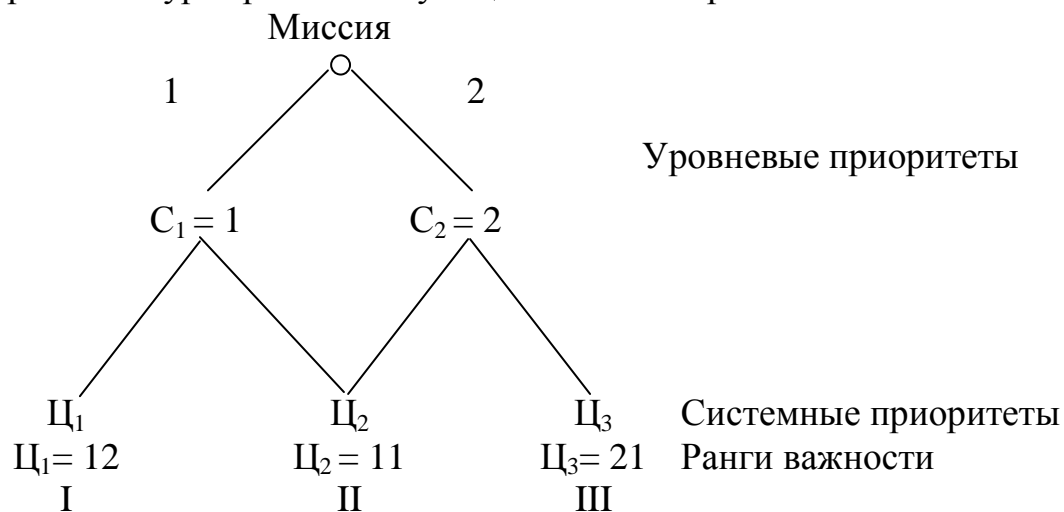 Миссия
1 2
Уровневые приоритеты
С₁ = 1 С₂ = 2
Ц₁ Ц₂ Ц₃ Системные приоритеты
Ц₁= 12 Ц₂ = 11 Ц₃= 21 Ранги важности
I II III